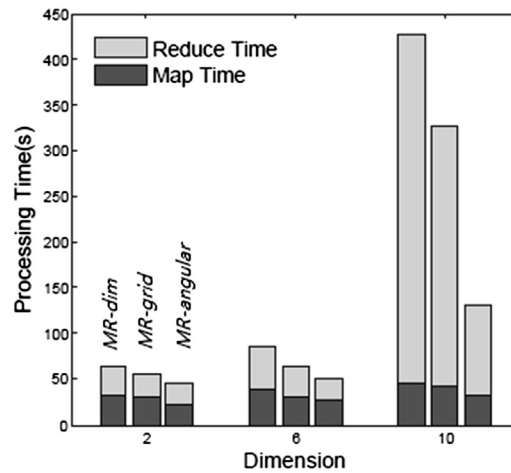 450
400
350
300
250
200
150
100
50
0
Processing Time(s)
Reduce Time
Map Time
MR-dim
MR-grid
MR-angular
2
6
10
Dimension